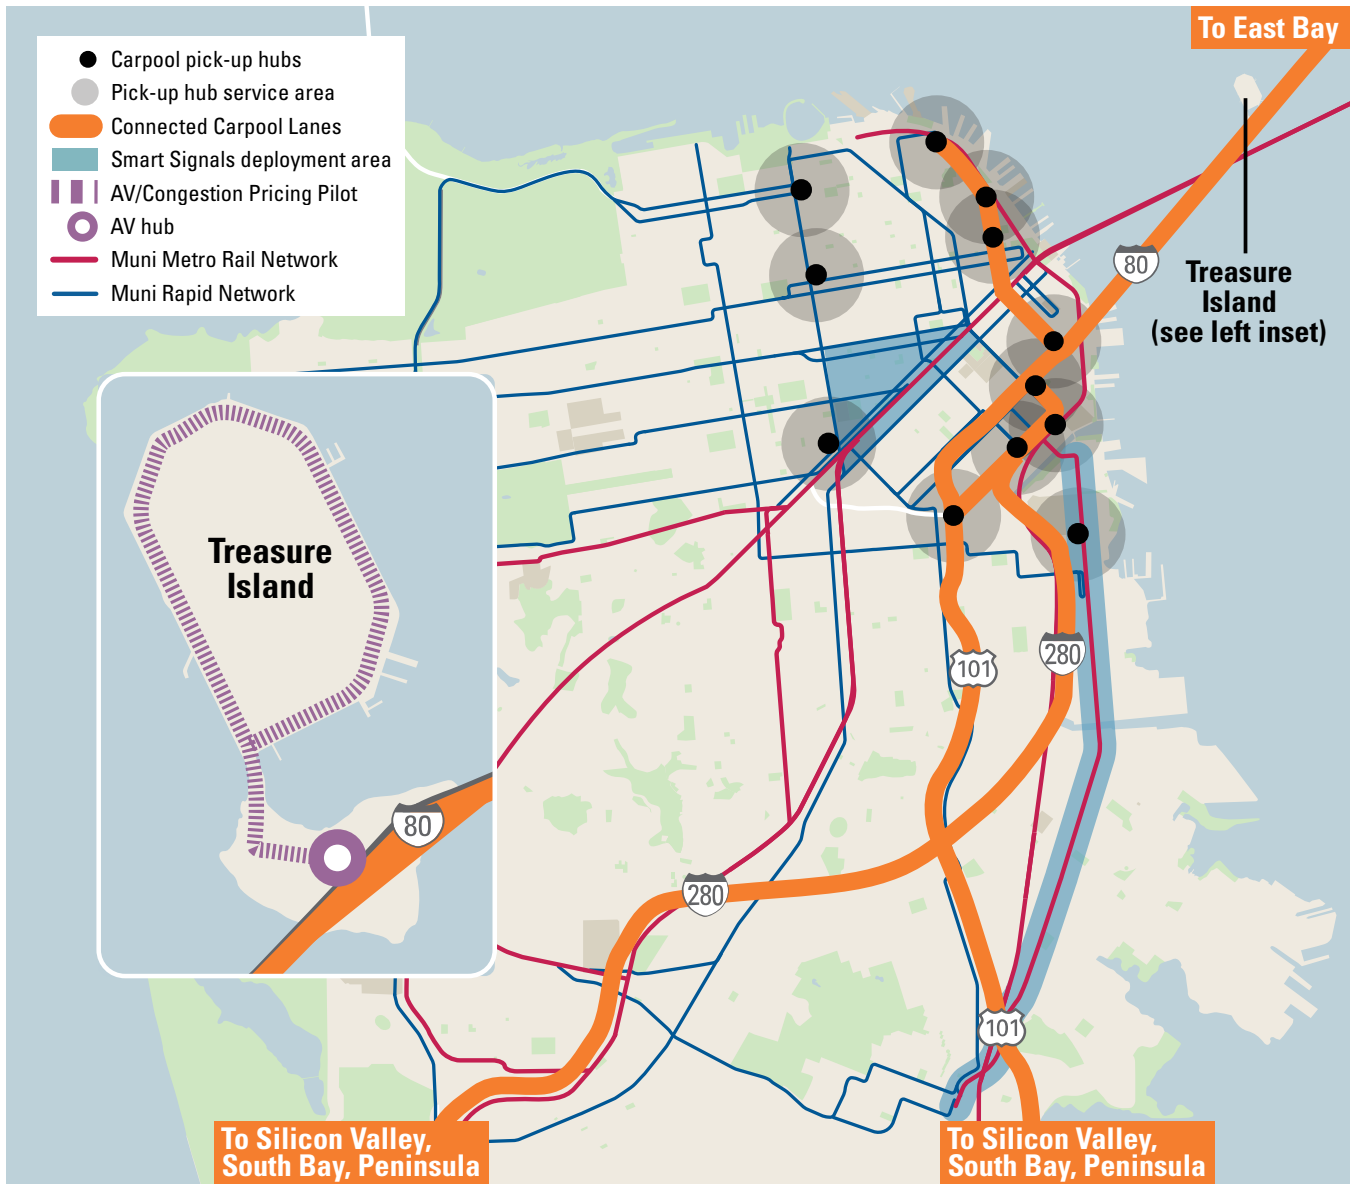 To East Bay
Carpool pick-up hubs
Pick-up hub service area
Connected Carpool Lanes
Smart Signals deployment area
AV/Congestion Pricing Pilot
AV hub
Muni Metro Rail Network
Muni Rapid Network
80
Treasure
Island
(see left inset)
Treasure
Island
101
280
80
280
101
To Silicon Valley,
South Bay, Peninsula
To Silicon Valley,
South Bay, Peninsula